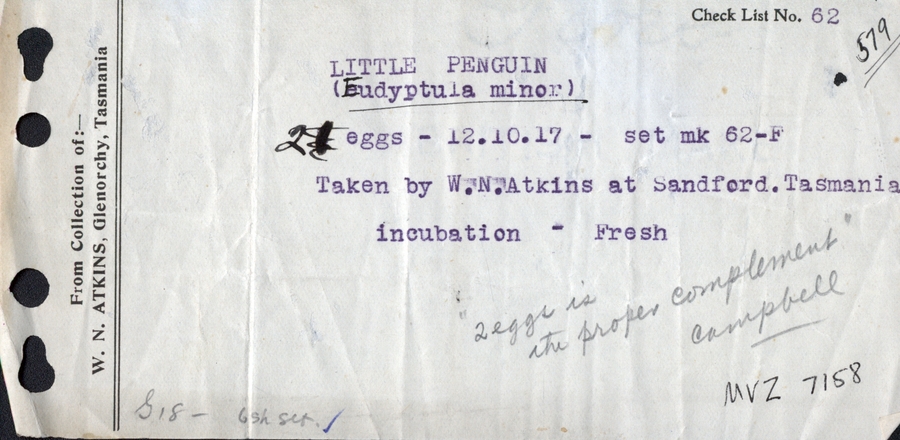 Check List No. 62
579
LITTLE PENGUIN
(Eudyptula minor)
2 eggs - 12.10.17 - set mk 62-F
Taken by W.N.Atkins at Sandford.Tasmania
incubation - Fresh
"2 eggs is
the proper complement"
Campbell
MVZ 7158
G18 -
set.
From Collection of:—
W. N. ATKINS, Glenorchy, Tasmania